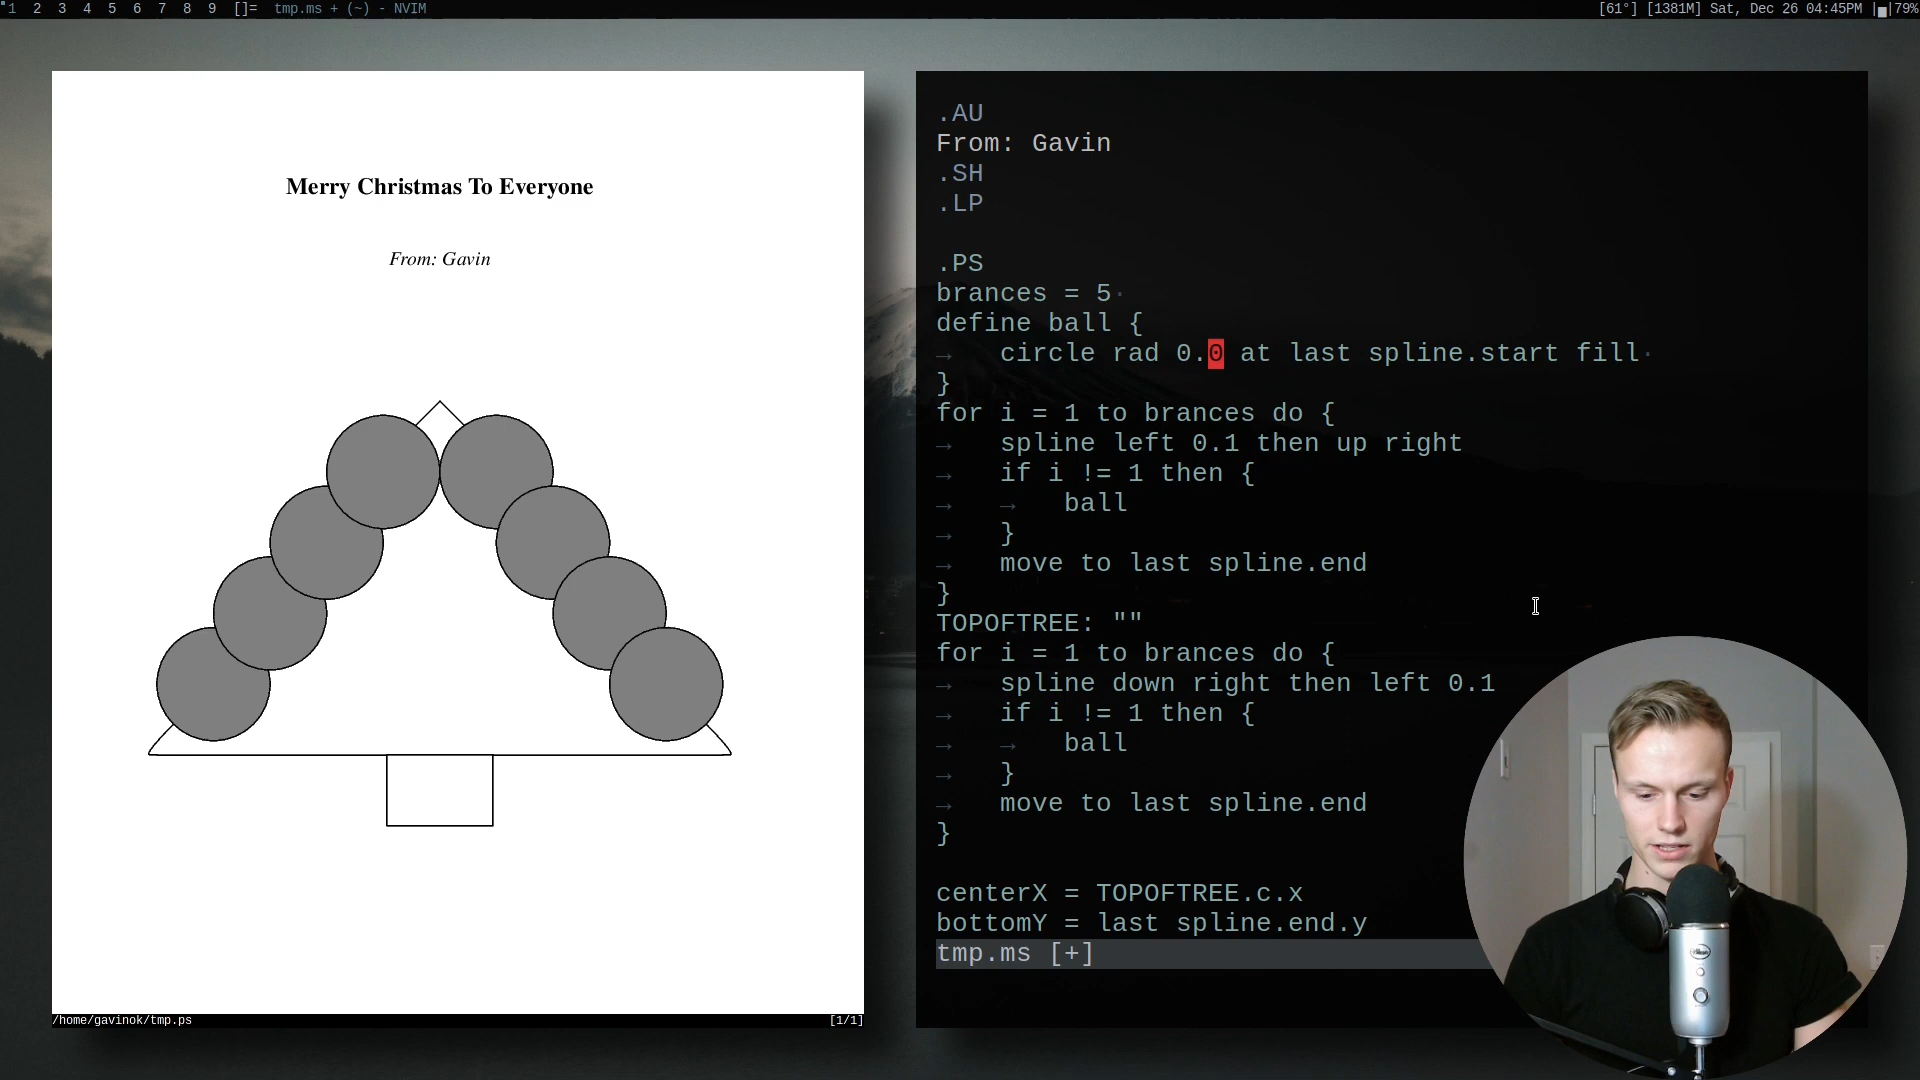 1 2 3 4 5 6 7 8 9 []= tmp.ms + (~) - NVIM
[61°] [1381M] Sat, Dec 26 04:45PM |▄|79%
Merry Christmas To Everyone
From: Gavin
/home/gavinok/tmp.ps [1/1]
.AU
From: Gavin
.SH
.LP
.PS
brances = 5·
define ball {
→   circle rad 0.0 at last spline.start fill·
}
for i = 1 to brances do {
→   spline left 0.1 then up right
→   if i != 1 then {
→   →   ball
→   }
→   move to last spline.end
}
TOPOFTREE: ""
for i = 1 to brances do {
→   spline down right then left 0.1
→   if i != 1 then {
→   →   ball
→   }
→   move to last spline.end
}
centerX = TOPOFTREE.c.x
bottomY = last spline.end.y
tmp.ms [+]